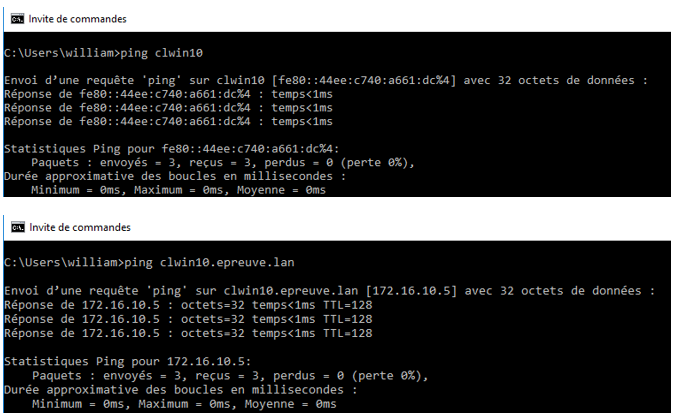 Invite de commandes
C:\Users\william>ping clwin10
Envoi d’une requête 'ping' sur clwin10 [fe80::44ee:c740:a661:dc%4] avec 32 octets de données :
Réponse de fe80::44ee:c740:a661:dc%4 : temps<1ms
Réponse de fe80::44ee:c740:a661:dc%4 : temps<1ms
Réponse de fe80::44ee:c740:a661:dc%4 : temps<1ms
Statistiques Ping pour fe80::44ee:c740:a661:dc%4:
Paquets : envoyés = 3, reçus = 3, perdus = 0 (perte 0%),
Durée approximative des boucles en millisecondes :
Minimum = 0ms, Maximum = 0ms, Moyenne = 0ms
Invite de commandes
C:\Users\william>ping clwin10.epreuve.lan
Envoi d’une requête 'ping' sur clwin10.epreuve.lan [172.16.10.5] avec 32 octets de données :
Réponse de 172.16.10.5 : octets=32 temps<1ms TTL=128
Réponse de 172.16.10.5 : octets=32 temps<1ms TTL=128
Réponse de 172.16.10.5 : octets=32 temps<1ms TTL=128
Statistiques Ping pour 172.16.10.5:
Paquets : envoyés = 3, reçus = 3, perdus = 0 (perte 0%),
Durée approximative des boucles en millisecondes :
Minimum = 0ms, Maximum = 0ms, Moyenne = 0ms